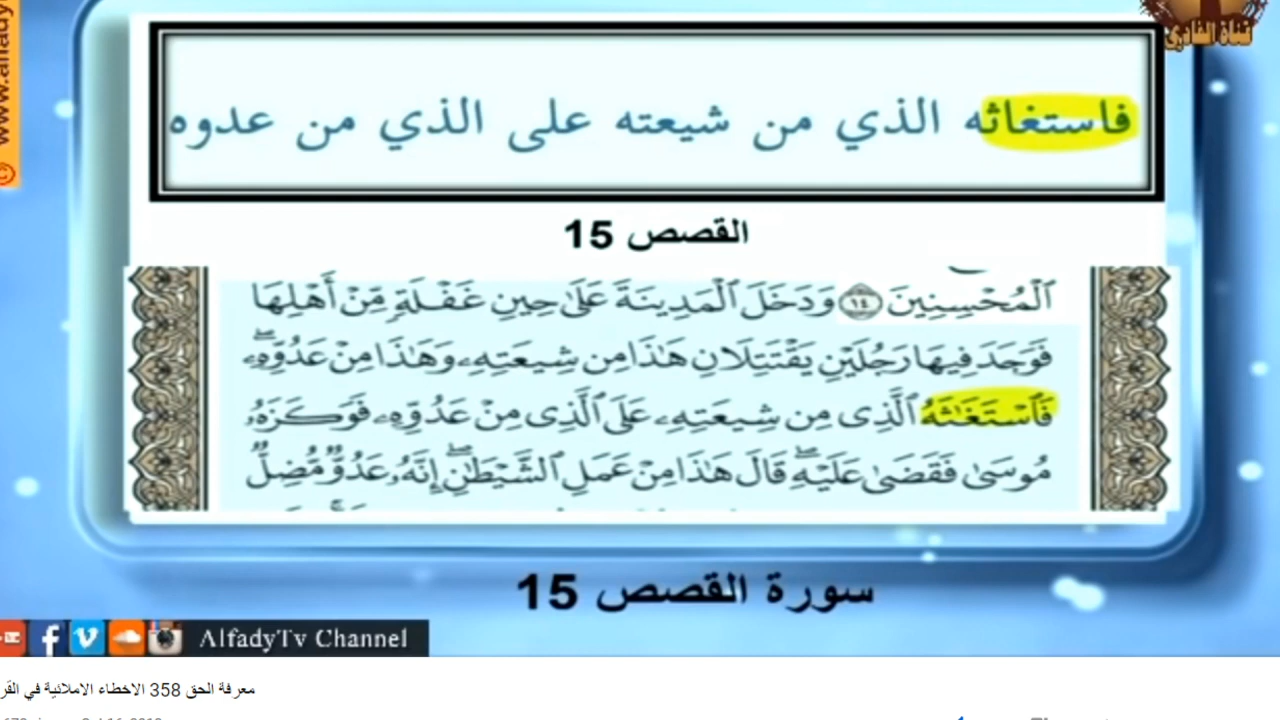 قناة الفادي
فاستغاثه الذي من شيعته على الذي من عدوه
القصص 15
ٱلْمُحْسِنِينَ ١٤ وَدَخَلَ ٱلْمَدِينَةَ عَلَىٰ حِينِ غَفْلَةٍ مِّنْ أَهْلِهَا
فَوَجَدَ فِيهَا رَجُلَيْنِ يَقْتَتِلَانِ هَٰذَا مِن شِيعَتِهِۦ وَهَٰذَا مِنْ عَدُوِّهِۦۖ
فَٱسْتَغَٰثَهُ ٱلَّذِى مِن شِيعَتِهِۦ عَلَى ٱلَّذِى مِنْ عَدُوِّهِۦ فَوَكَزَهُۥ
مُوسَىٰ فَقَضَىٰ عَلَيْهِۖ قَالَ هَٰذَا مِنْ عَمَلِ ٱلشَّيْطَٰنِۖ إِنَّهُۥ عَدُوٌّ مُّضِلٌّ
سورة القصص 15
AlfadyTv Channel
معرفة الحق 358 الاخطاء الاملائية في القر